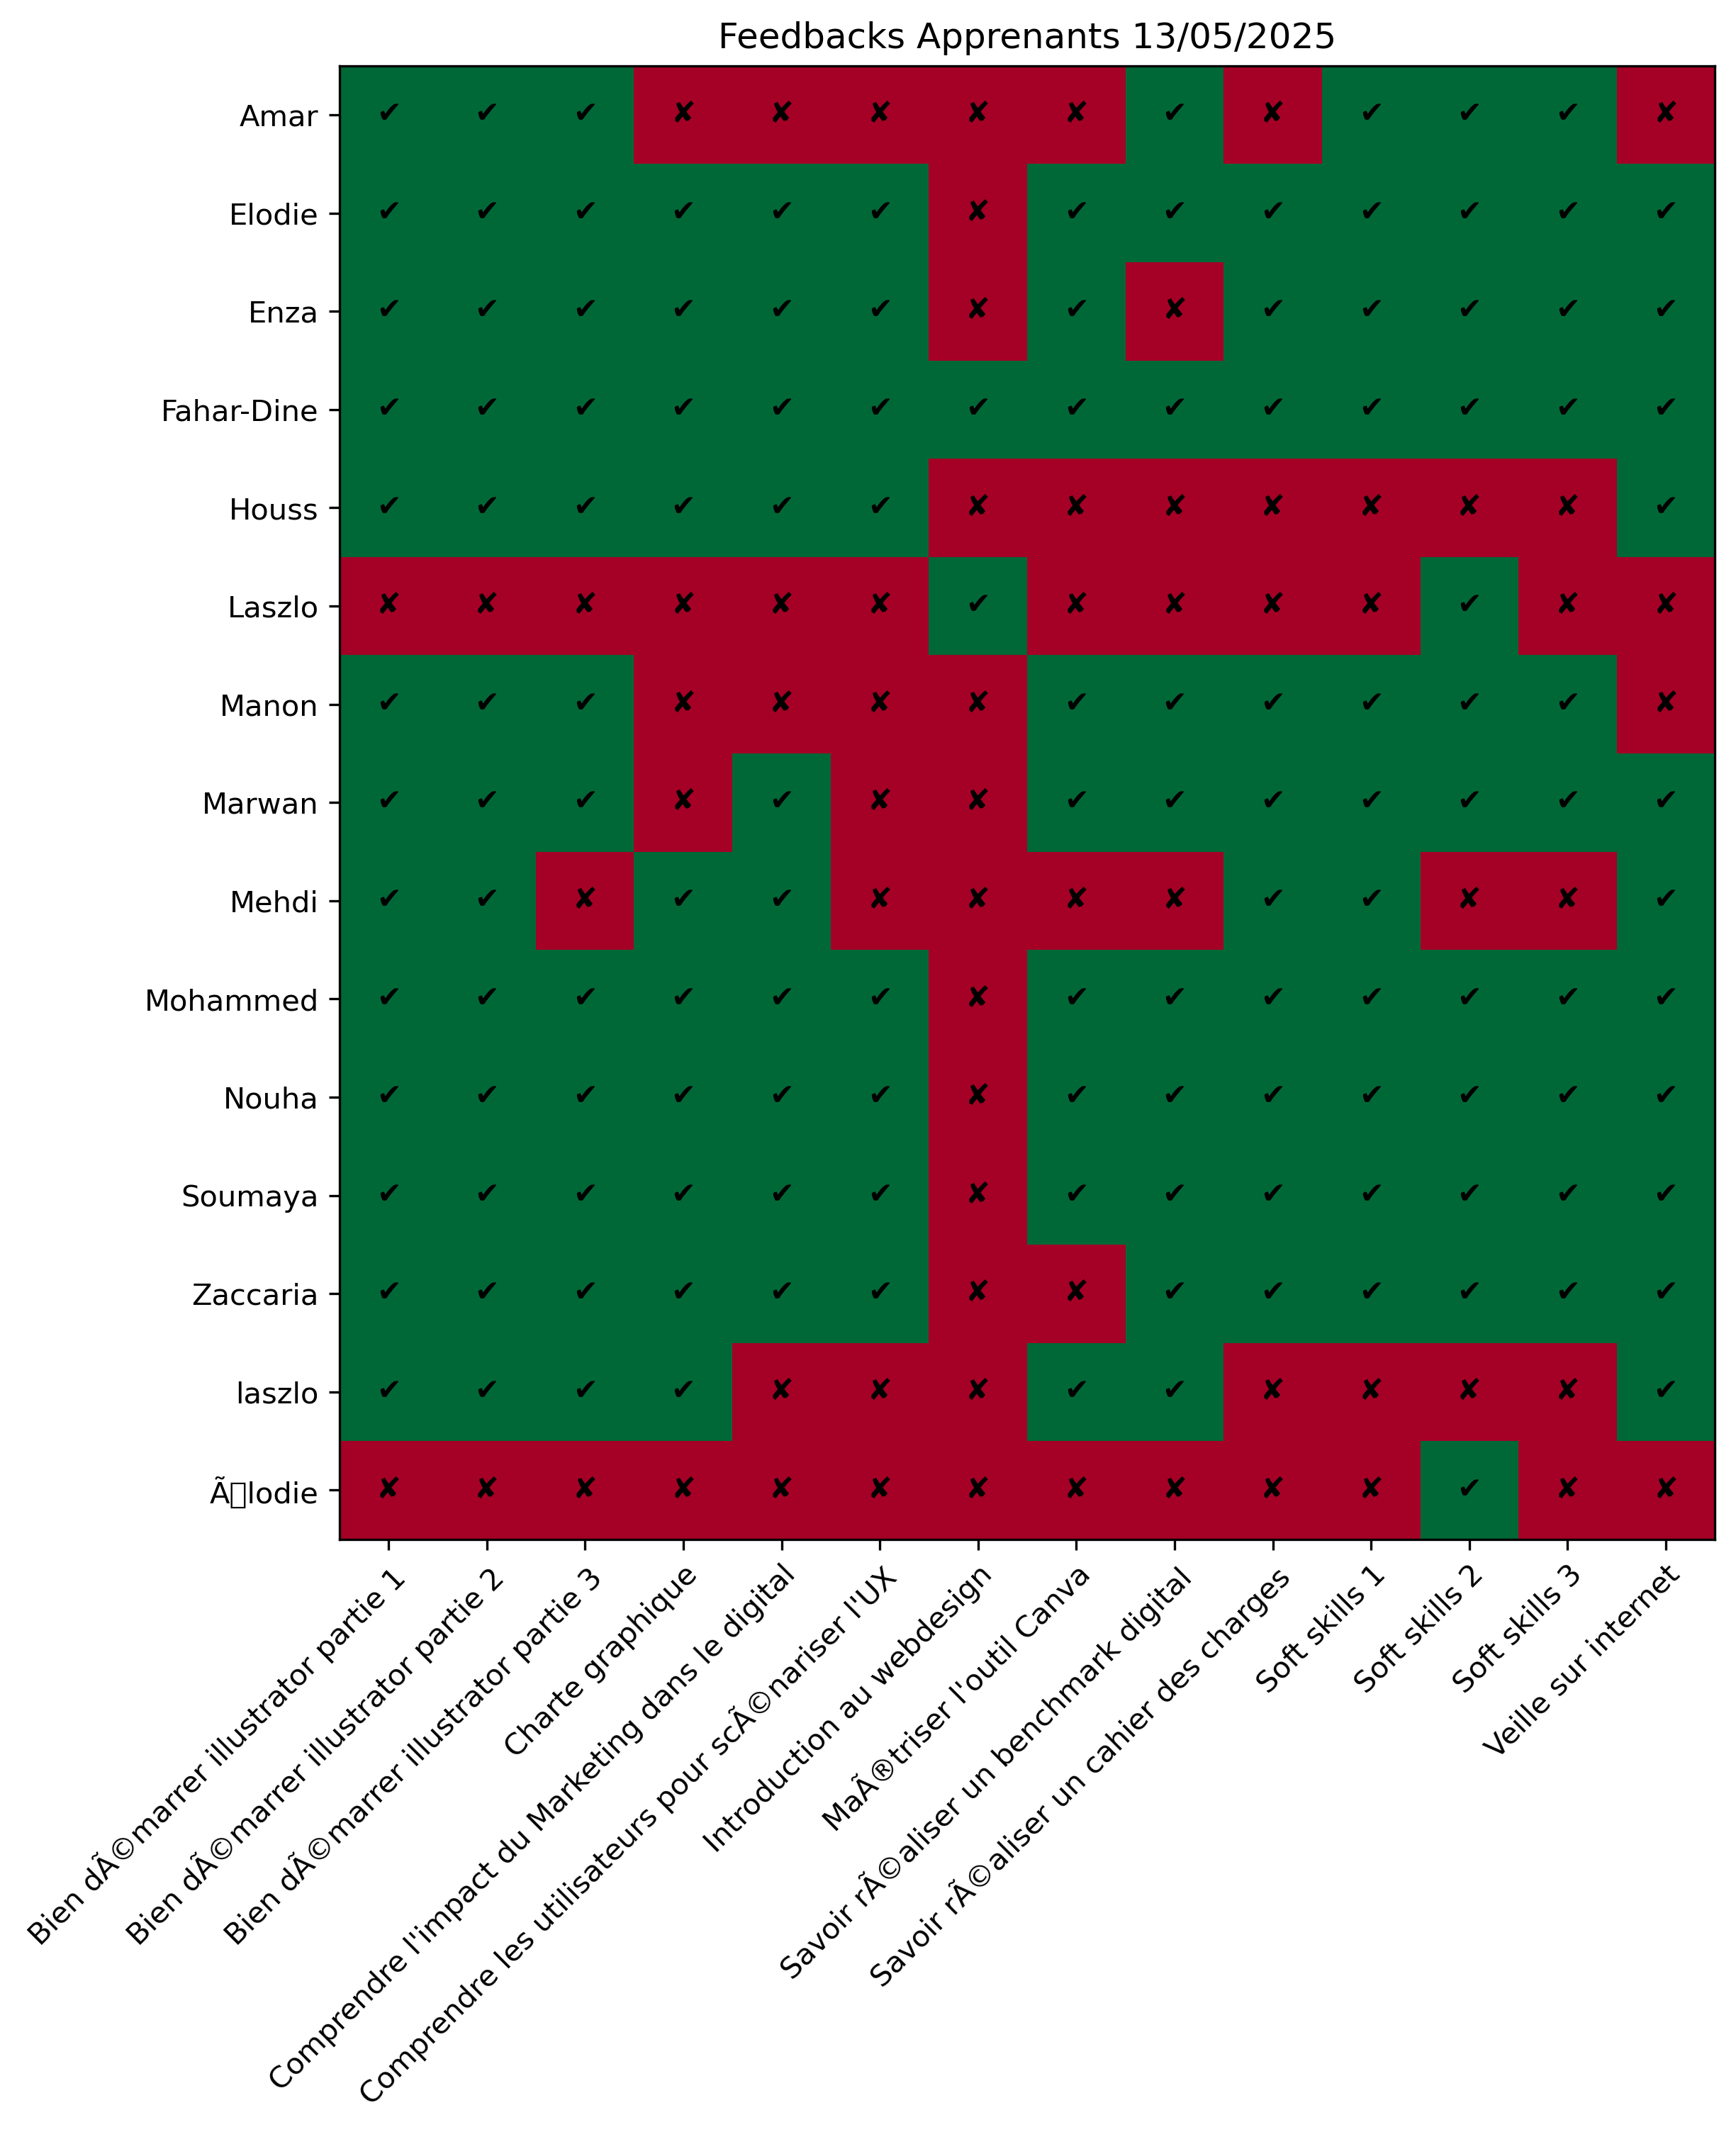 Feedbacks Apprenants 13/05/2025
Amar ✔ ✔ ✔ ✘ ✘ ✘ ✘ ✘ ✔ ✘ ✔ ✔ ✔ ✘
Elodie ✔ ✔ ✔ ✔ ✔ ✔ ✘ ✔ ✔ ✔ ✔ ✔ ✔ ✔
Enza ✔ ✔ ✔ ✔ ✔ ✔ ✘ ✔ ✘ ✔ ✔ ✔ ✔ ✔
Fahar-Dine ✔ ✔ ✔ ✔ ✔ ✔ ✔ ✔ ✔ ✔ ✔ ✔ ✔ ✔
Houss ✔ ✔ ✔ ✔ ✔ ✔ ✘ ✘ ✘ ✘ ✘ ✘ ✘ ✔
Laszlo ✘ ✘ ✘ ✘ ✘ ✘ ✔ ✘ ✘ ✘ ✘ ✔ ✘ ✘
Manon ✔ ✔ ✔ ✘ ✘ ✘ ✘ ✔ ✔ ✔ ✔ ✔ ✔ ✘
Marwan ✔ ✔ ✔ ✘ ✔ ✘ ✘ ✔ ✔ ✔ ✔ ✔ ✔ ✔
Mehdi ✔ ✔ ✘ ✔ ✔ ✘ ✘ ✘ ✘ ✔ ✔ ✘ ✘ ✔
Mohammed ✔ ✔ ✔ ✔ ✔ ✔ ✘ ✔ ✔ ✔ ✔ ✔ ✔ ✔
Nouha ✔ ✔ ✔ ✔ ✔ ✔ ✘ ✔ ✔ ✔ ✔ ✔ ✔ ✔
Soumaya ✔ ✔ ✔ ✔ ✔ ✔ ✘ ✔ ✔ ✔ ✔ ✔ ✔ ✔
Zaccaria ✔ ✔ ✔ ✔ ✔ ✔ ✘ ✘ ✔ ✔ ✔ ✔ ✔ ✔
laszlo ✔ ✔ ✔ ✔ ✘ ✘ ✘ ✔ ✔ ✘ ✘ ✘ ✘ ✔
Ã▯lodie ✘ ✘ ✘ ✘ ✘ ✘ ✘ ✘ ✘ ✘ ✘ ✔ ✘ ✘
Bien dÃ©marrer illustrator partie 1
Bien dÃ©marrer illustrator partie 2
Bien dÃ©marrer illustrator partie 3
Charte graphique
Comprendre l'impact du Marketing dans le digital
Comprendre les utilisateurs pour scÃ©nariser l'UX
Introduction au webdesign
MaÃ®triser l'outil Canva
Savoir rÃ©aliser un benchmark digital
Savoir rÃ©aliser un cahier des charges
Soft skills 1
Soft skills 2
Soft skills 3
Veille sur internet